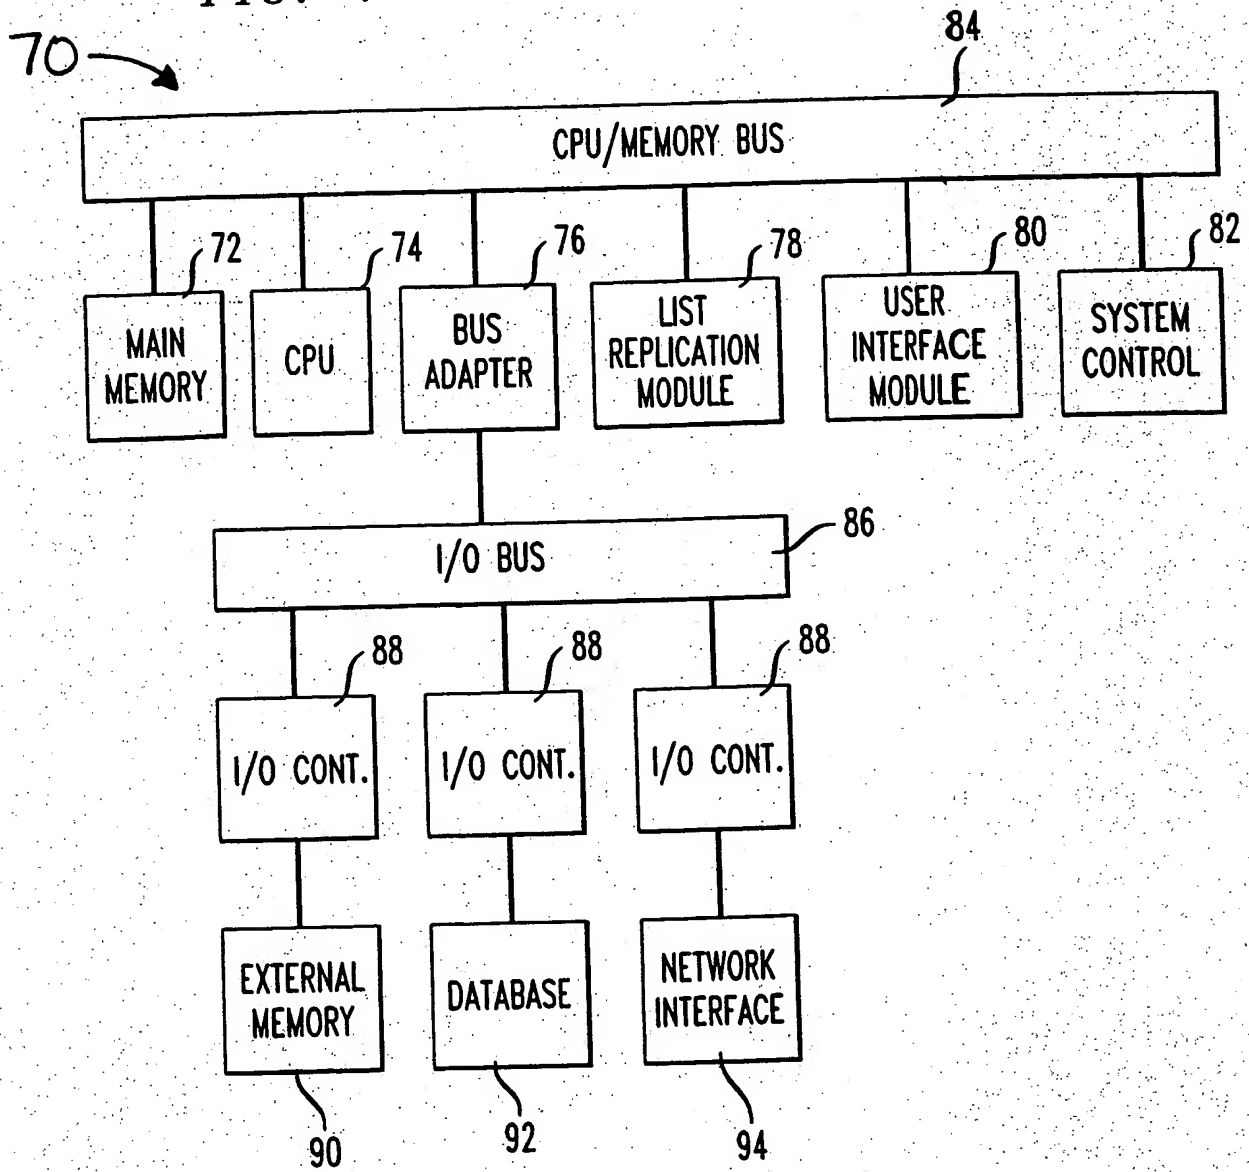 FIG.
70
84
CPU/MEMORY BUS
72
74
76
78
80
82
MAIN
MEMORY
CPU
BUS
ADAPTER
LIST
REPLICATION
MODULE
USER
INTERFACE
MODULE
SYSTEM
CONTROL
86
I/O BUS
88
88
88
I/O CONT.
I/O CONT.
I/O CONT.
EXTERNAL
MEMORY
DATABASE
NETWORK
INTERFACE
90
92
94